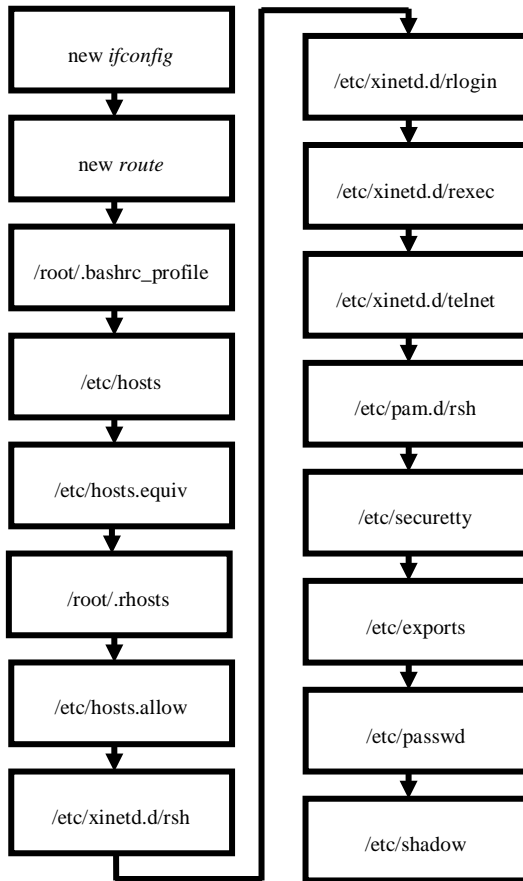 new ifconfig
new route
/root/.bashrc_profile
/etc/hosts
/etc/hosts.equiv
/root/.rhosts
/etc/hosts.allow
/etc/xinetd.d/rsh
/etc/xinetd.d/rlogin
/etc/xinetd.d/rexec
/etc/xinetd.d/telnet
/etc/pam.d/rsh
/etc/securetty
/etc/exports
/etc/passwd
/etc/shadow